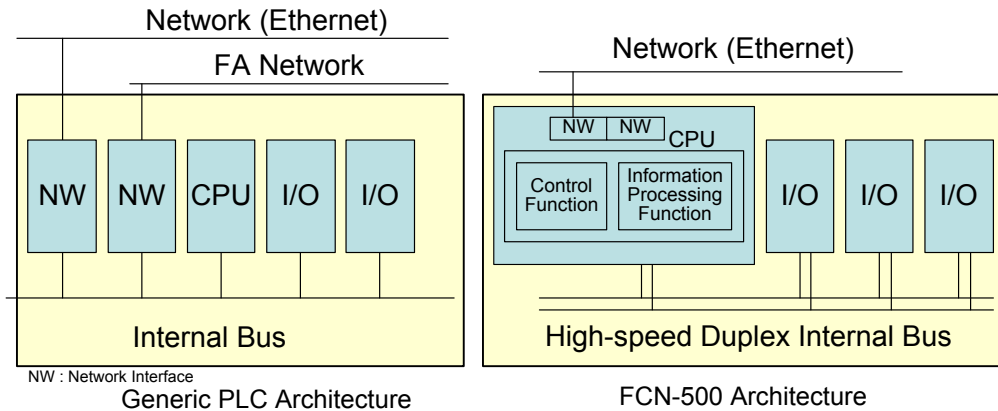 Network (Ethernet)
FA Network
NW
NW
CPU
I/O
I/O
Internal Bus
NW : Network Interface
Generic PLC Architecture
Network (Ethernet)
NW
NW
CPU
Control
Function
Information
Processing
Function
I/O
I/O
I/O
High-speed Duplex Internal Bus
FCN-500 Architecture